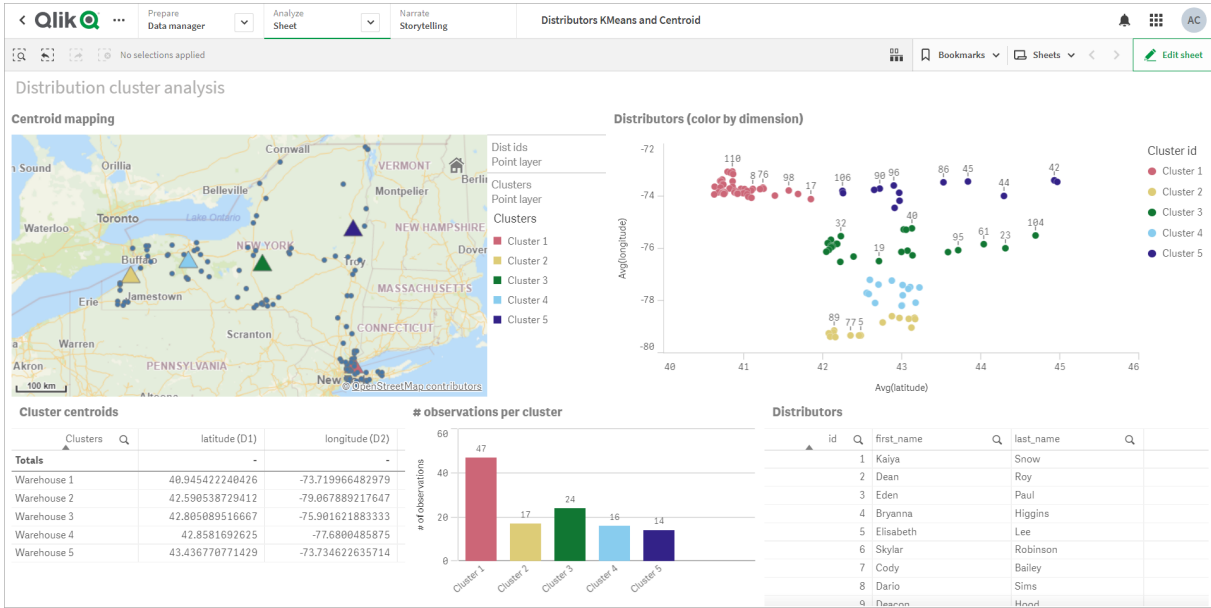 Qlik
Prepare
Data manager
Analyze
Sheet
Narrate
Storytelling
Distributors KMeans and Centroid
AC
No selections applied
Bookmarks
Sheets
Edit sheet
Distribution cluster analysis
Centroid mapping
n Sound
Orillia
Cornwall
VERMONT
Berlin
Montpelier
Belleville
Toronto
Lake Ontario
Waterloo
NEW HAMPSHIRE
NEW YORK
Dover
Buffalo
Troy
Erie
Jamestown
MASSACHUSETTS
CONNECTICUT
Scranton
Warren
Akron
PENNSYLVANIA
New
100 km
Altoona
© OpenStreetMap contributors
Dist ids
Point layer
Clusters
Point layer
Clusters
Cluster 1
Cluster 2
Cluster 3
Cluster 4
Cluster 5
Distributors (color by dimension)
Avg(longitude)
-72
-74
-76
-78
-80
110
8 76
98
17
106
90 96
86
45
42
44
32
40
19
95
61
23
104
89
77 5
40
41
42
43
44
45
46
Avg(latitude)
Cluster id
Cluster 1
Cluster 2
Cluster 3
Cluster 4
Cluster 5
Cluster centroids
Clusters latitude (D1) longitude (D2)
Totals - -
Warehouse 1 40.945422240426 -73.719966482979
Warehouse 2 42.590538729412 -79.067889217647
Warehouse 3 42.805089516667 -75.901621883333
Warehouse 4 42.8581692625 -77.6800485875
Warehouse 5 43.436770771429 -73.734622635714
# observations per cluster
# of observations
60
40
20
0
47
17
24
16
14
Cluster 1
Cluster 2
Cluster 3
Cluster 4
Cluster 5
Distributors
id first_name last_name
1 Kaiya Snow
2 Dean Roy
3 Eden Paul
4 Bryanna Higgins
5 Elisabeth Lee
6 Skylar Robinson
7 Cody Bailey
8 Dario Sims
9 Deacon Hood